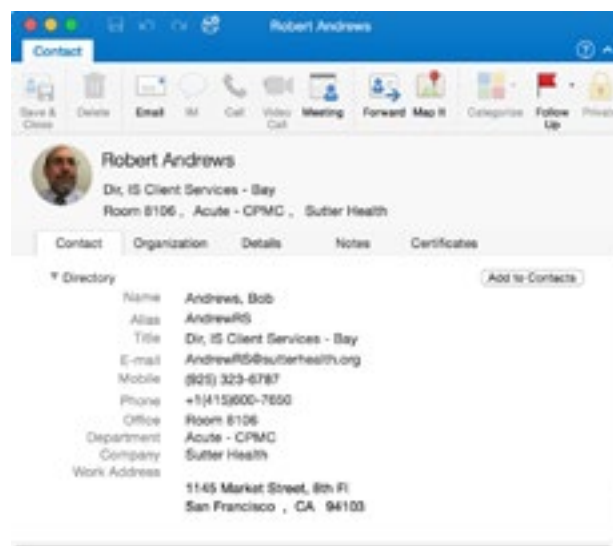 Robert Andrews
Contact
Save & Close
Delete
Email
IM
Call
Video Call
Meeting
Forward
Map It
Categorize
Follow Up
Robert Andrews
Dir, IS Client Services - Bay
Room 8106 , Acute - CPMC , Sutter Health
Contact Organization Details Notes Certificates
Directory
Add to Contacts
Name Andrews, Bob
Alias AndrewRS
Title Dir, IS Client Services - Bay
E-mail AndrewRS@sutterhealth.org
Mobile (925) 323-6787
Phone +1(415)600-7650
Office Room 8106
Department Acute - CPMC
Company Sutter Health
Work Address
1145 Market Street, 8th Fl
San Francisco , CA 94103